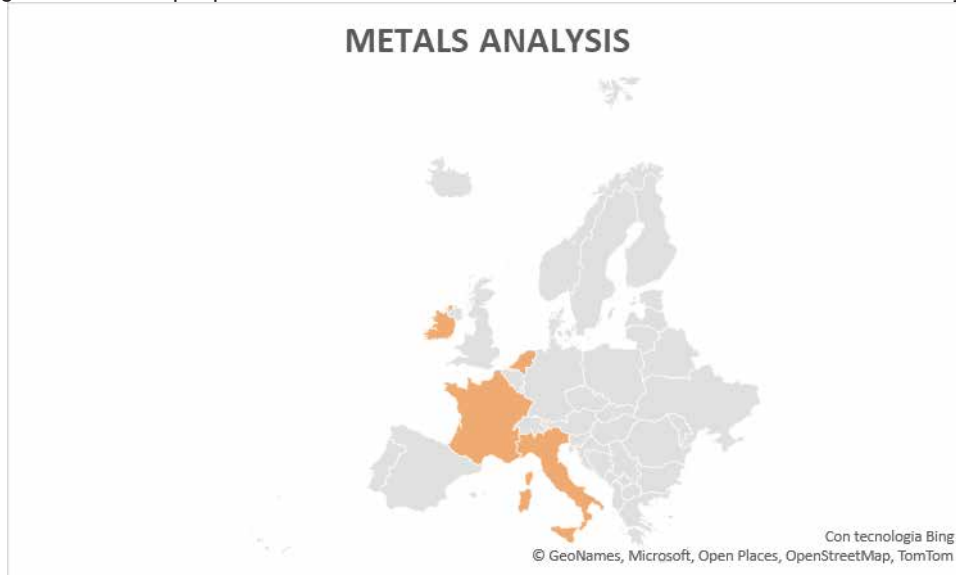 METALS ANALYSIS
Con tecnologia Bing
© GeoNames, Microsoft, Open Places, OpenStreetMap, TomTom